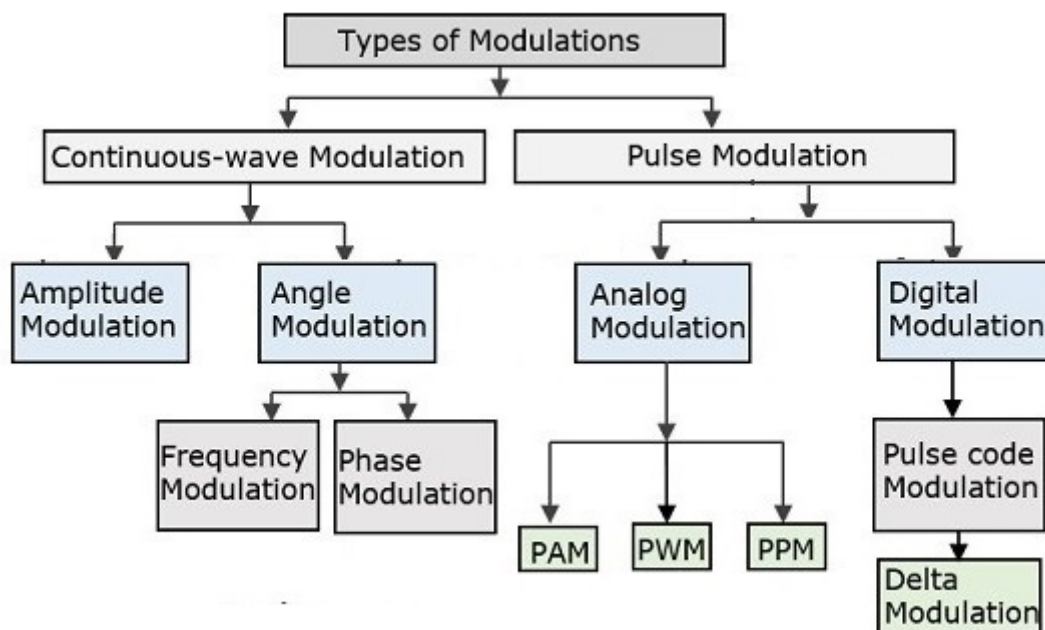 Types of Modulations
Continuous-wave Modulation
Pulse Modulation
Amplitude
Modulation
Angle
Modulation
Analog
Modulation
Digital
Modulation
Frequency
Modulation
Phase
Modulation
Pulse code
Modulation
PAM
PWM
PPM
Delta
Modulation